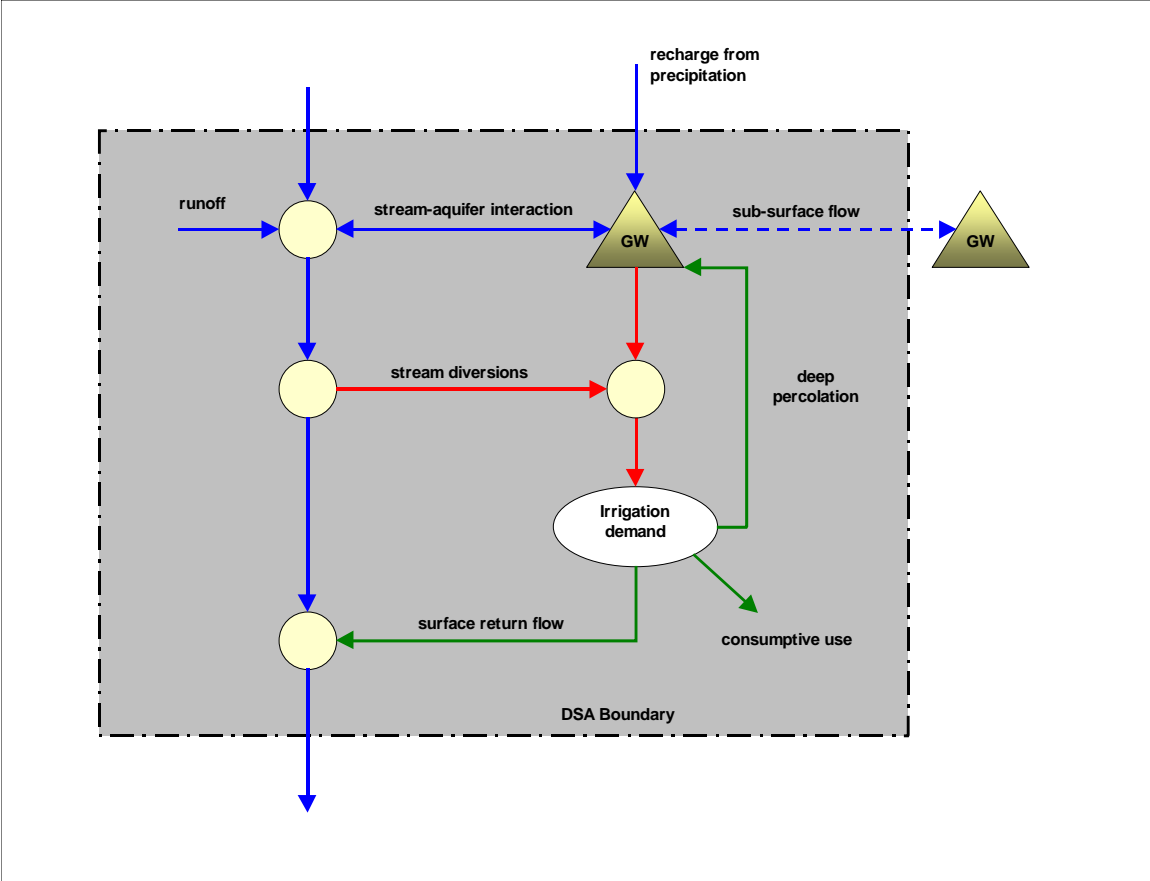 recharge from
precipitation
runoff
stream-aquifer interaction
sub-surface flow
GW
GW
stream diversions
deep
percolation
Irrigation
demand
surface return flow
consumptive use
DSA Boundary